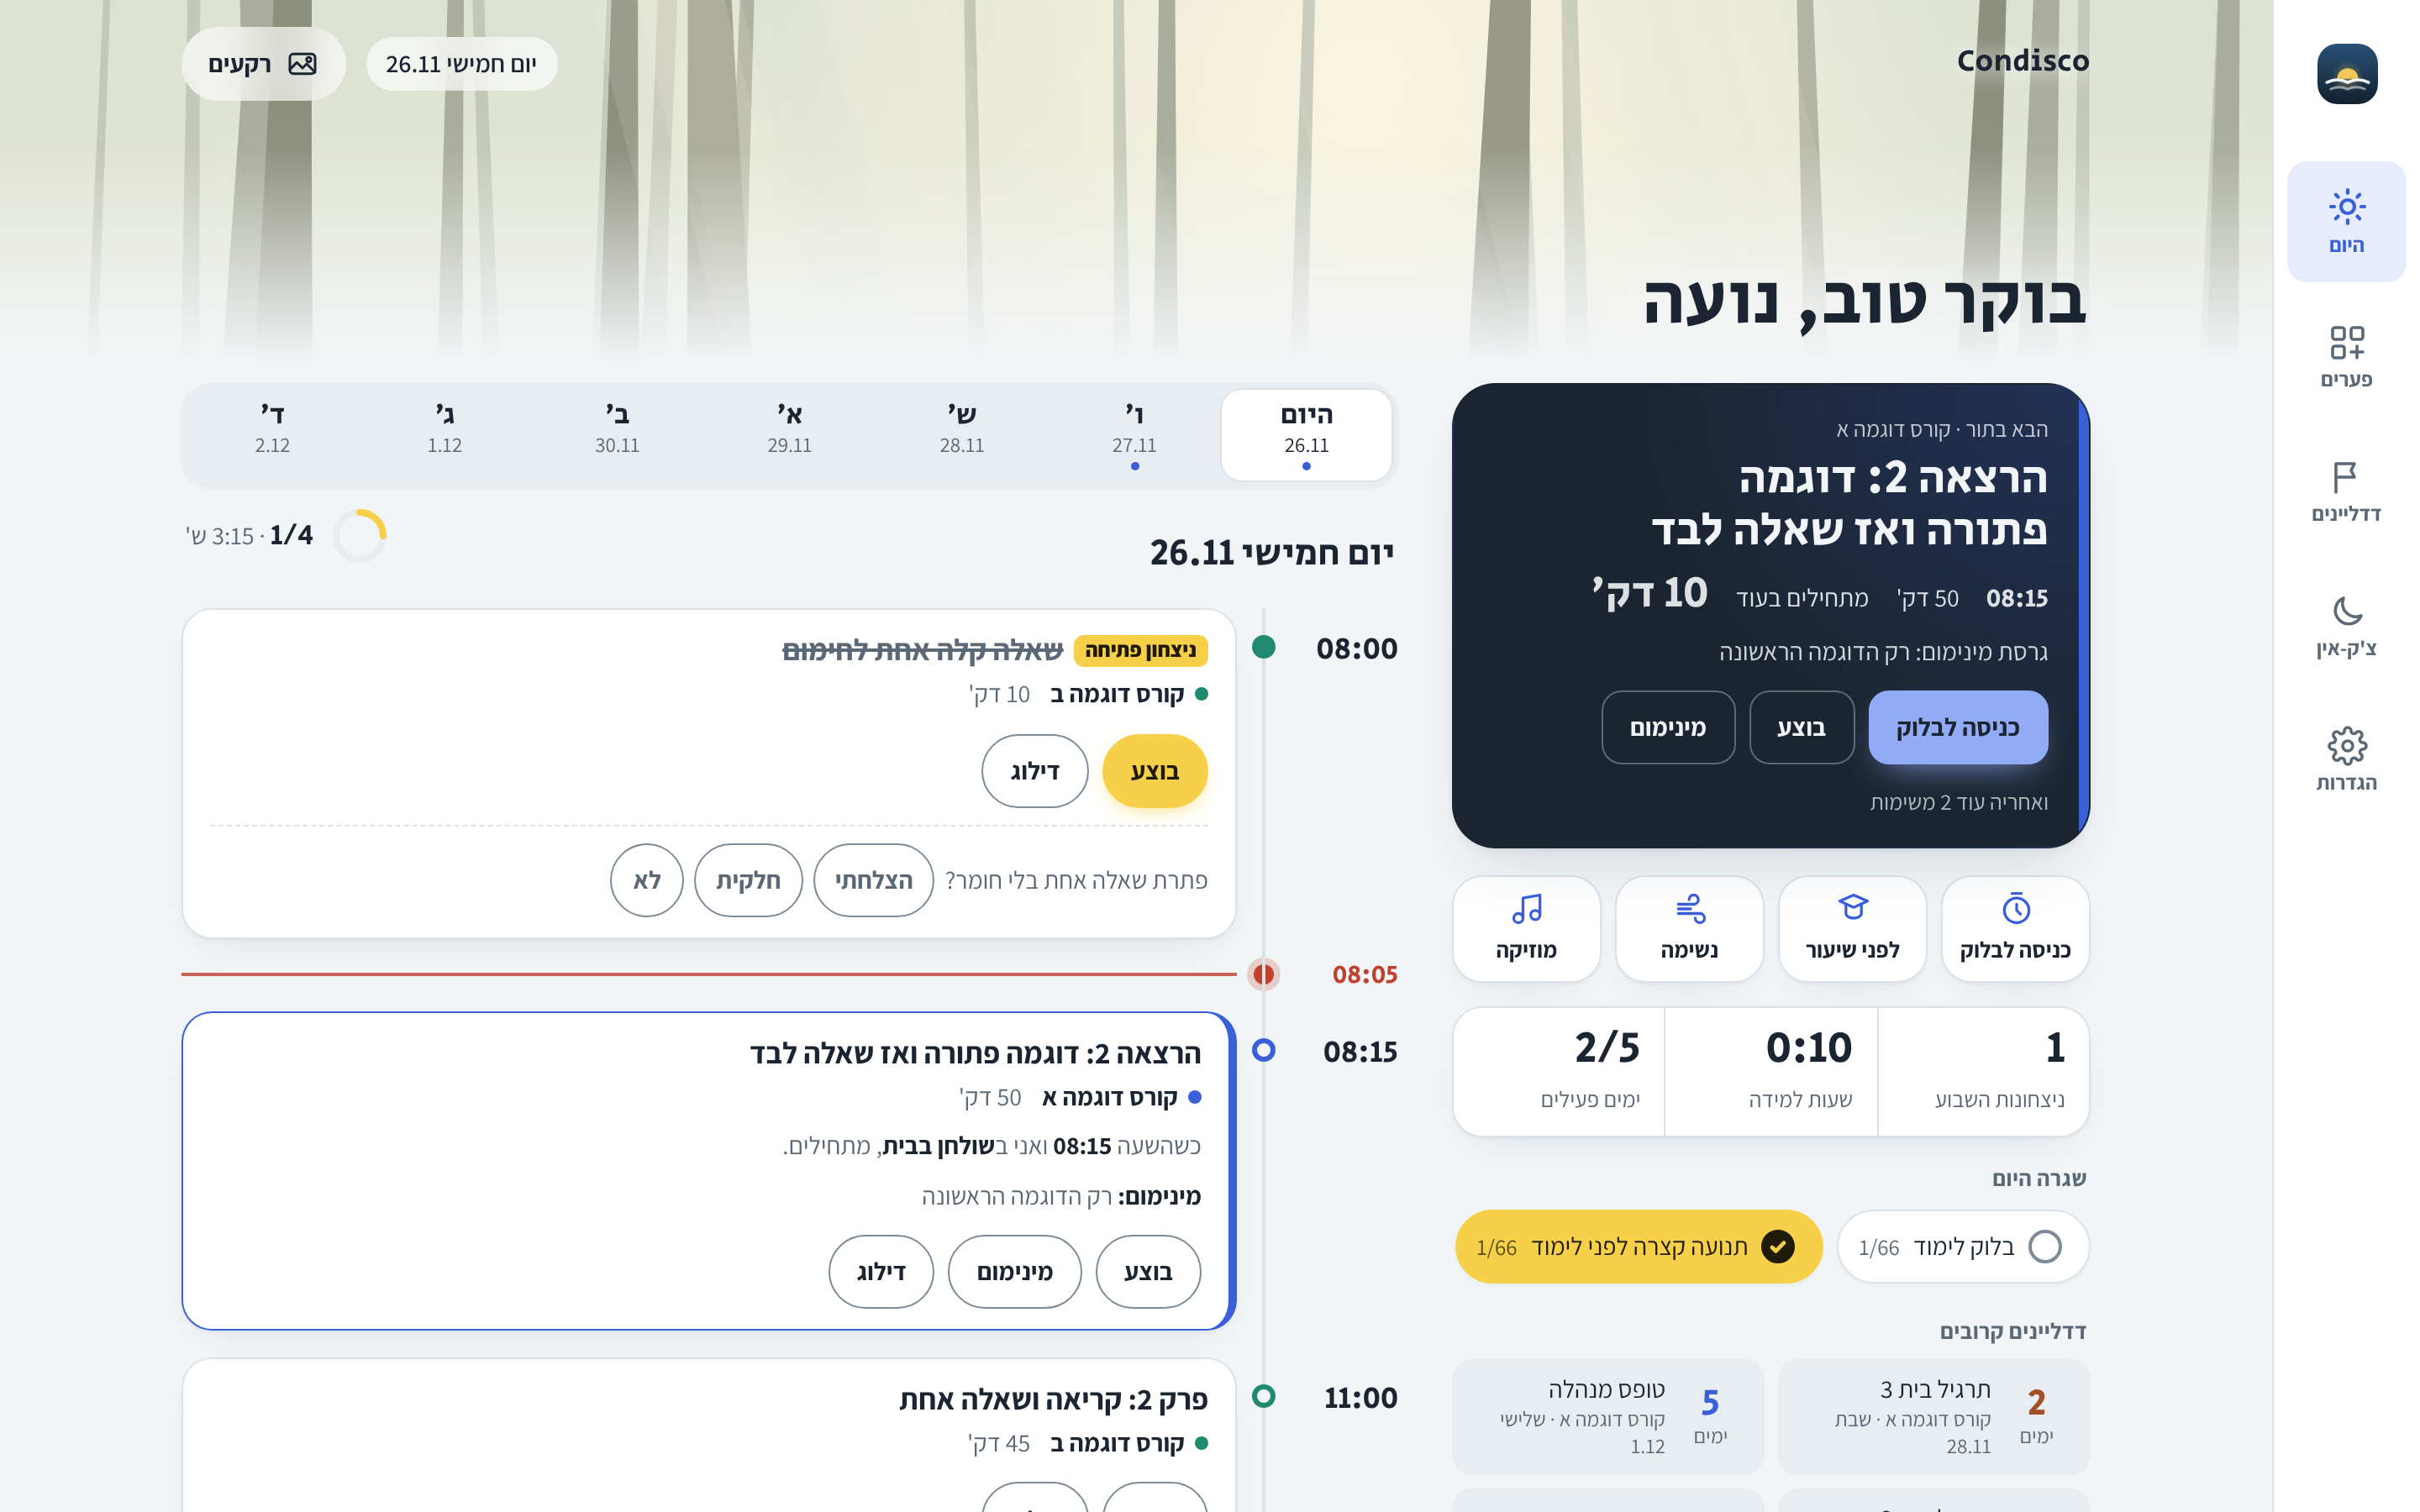 Condisco
יום חמישי 26.11
רקעים
היום
פערים
דדליינים
צ'ק-אין
הגדרות
בוקר טוב, נועה
הבא בתור · קורס דוגמה א
הרצאה 2: דוגמה
פתורה ואז שאלה לבד
08:15 50 דק' מתחילים בעוד 10 דק׳
גרסת מינימום: רק הדוגמה הראשונה
כניסה לבלוק
בוצע
מינימום
ואחריה עוד 2 משימות
כניסה לבלוק
לפני שיעור
נשימה
מוזיקה
1
ניצחונות השבוע
0:10
שעות למידה
2/5
ימים פעילים
שגרה היום
בלוק לימוד 1/66
תנועה קצרה לפני לימוד 1/66
דדליינים קרובים
2
ימים
תרגיל בית 3
קורס דוגמה א · שבת
28.11
5
ימים
טופס מנהלה
קורס דוגמה א · שלישי
1.12
היום
26.11
ו׳
27.11
ש׳
28.11
א׳
29.11
ב׳
30.11
ג׳
1.12
ד׳
2.12
יום חמישי 26.11
1/4 · 3:15 ש'
08:00
ניצחון פתיחה שאלה קלה אחת לחימום
קורס דוגמה ב 10 דק'
בוצע
דילוג
פתרת שאלה אחת בלי חומר? הצלחתי חלקית לא
08:05
08:15
הרצאה 2: דוגמה פתורה ואז שאלה לבד
קורס דוגמה א 50 דק'
כשהשעה 08:15 ואני בשולחן בבית, מתחילים.
מינימום: רק הדוגמה הראשונה
בוצע
מינימום
דילוג
11:00
פרק 2: קריאה ושאלה אחת
קורס דוגמה ב 45 דק'